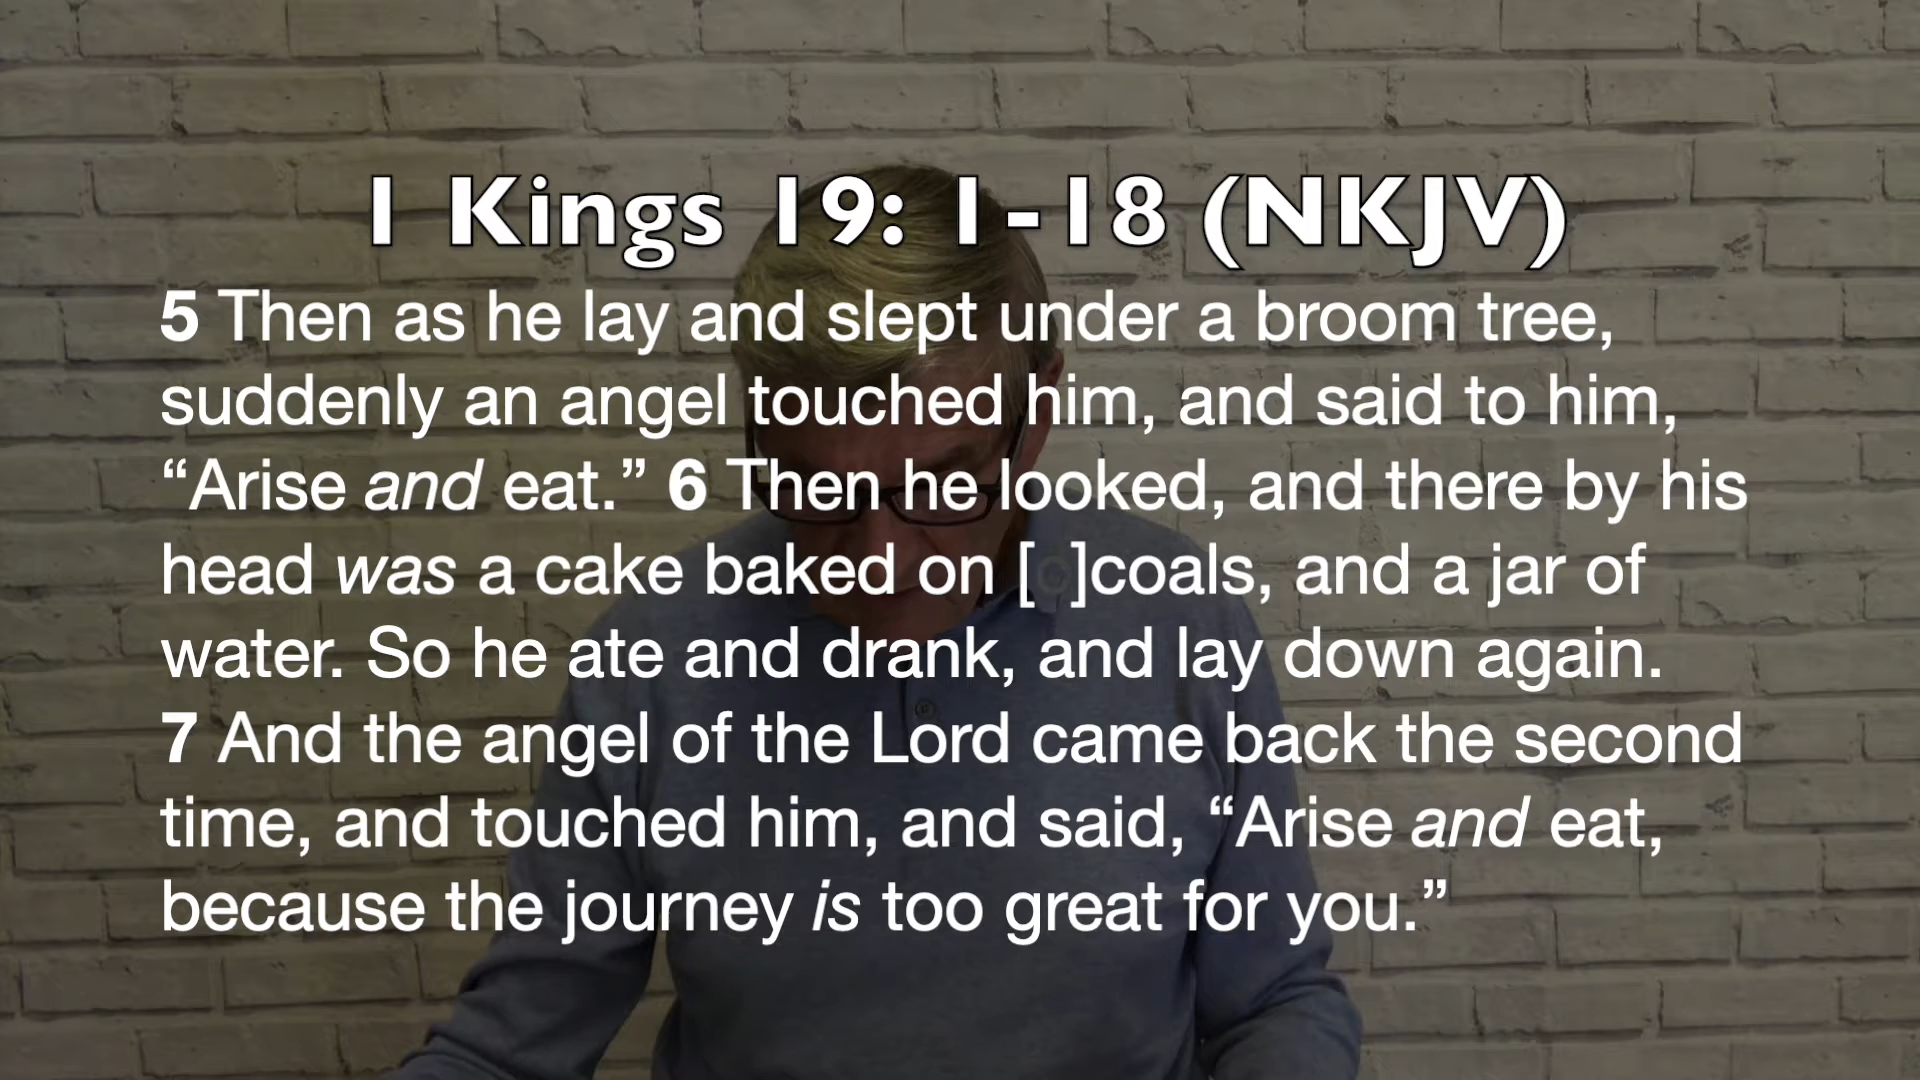 1 Kings 19: 1-18 (NKJV)
5 Then as he lay and slept under a broom tree,
suddenly an angel touched him, and said to him,
“Arise and eat.” 6 Then he looked, and there by his
head was a cake baked on [c]coals, and a jar of
water. So he ate and drank, and lay down again.
7 And the angel of the Lord came back the second
time, and touched him, and said, “Arise and eat,
because the journey is too great for you.”